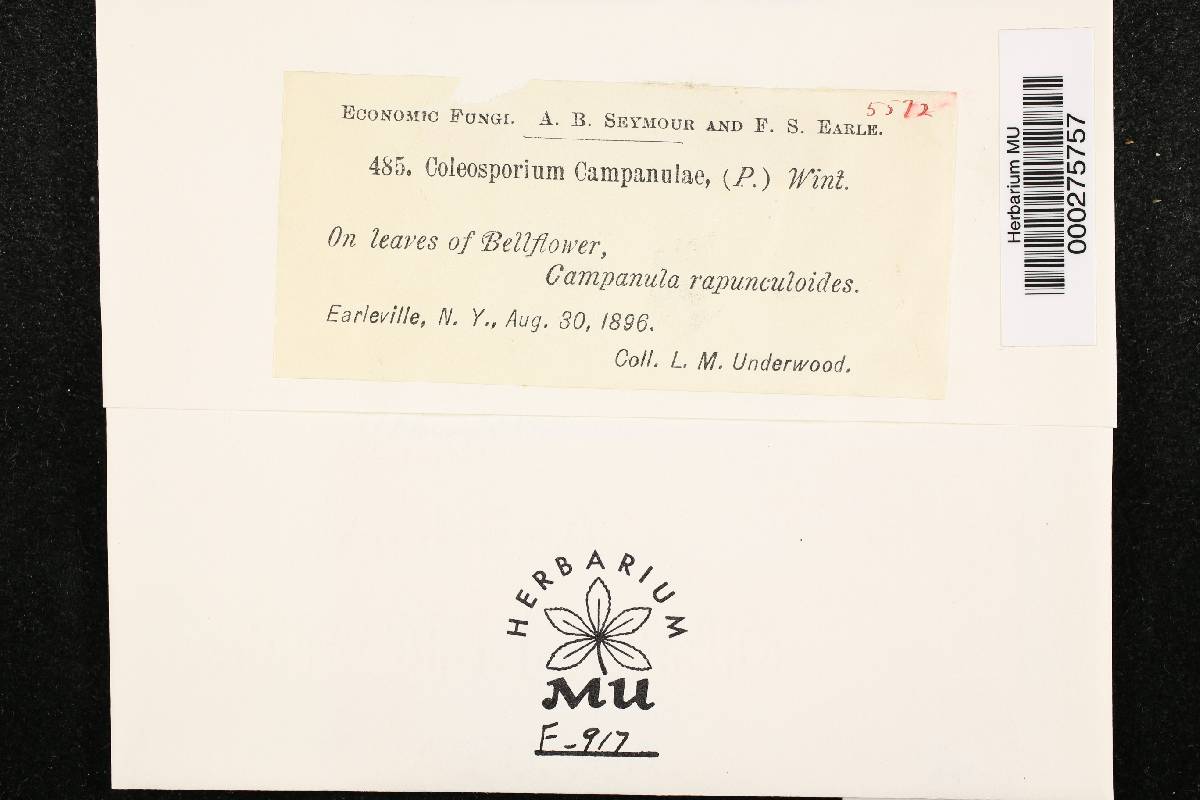 5572
ECONOMIC FUNGI. A. B. SEYMOUR AND F. S. EARLE.
485. Coleosporium Campanulae, (P.) Wint.
On leaves of Bellflower,
Campanula rapunculoides.
Earleville, N. Y., Aug. 30, 1896.
Coll. L. M. Underwood.
Herbarium MU
000275757
HERBARIUM
MU
F-917